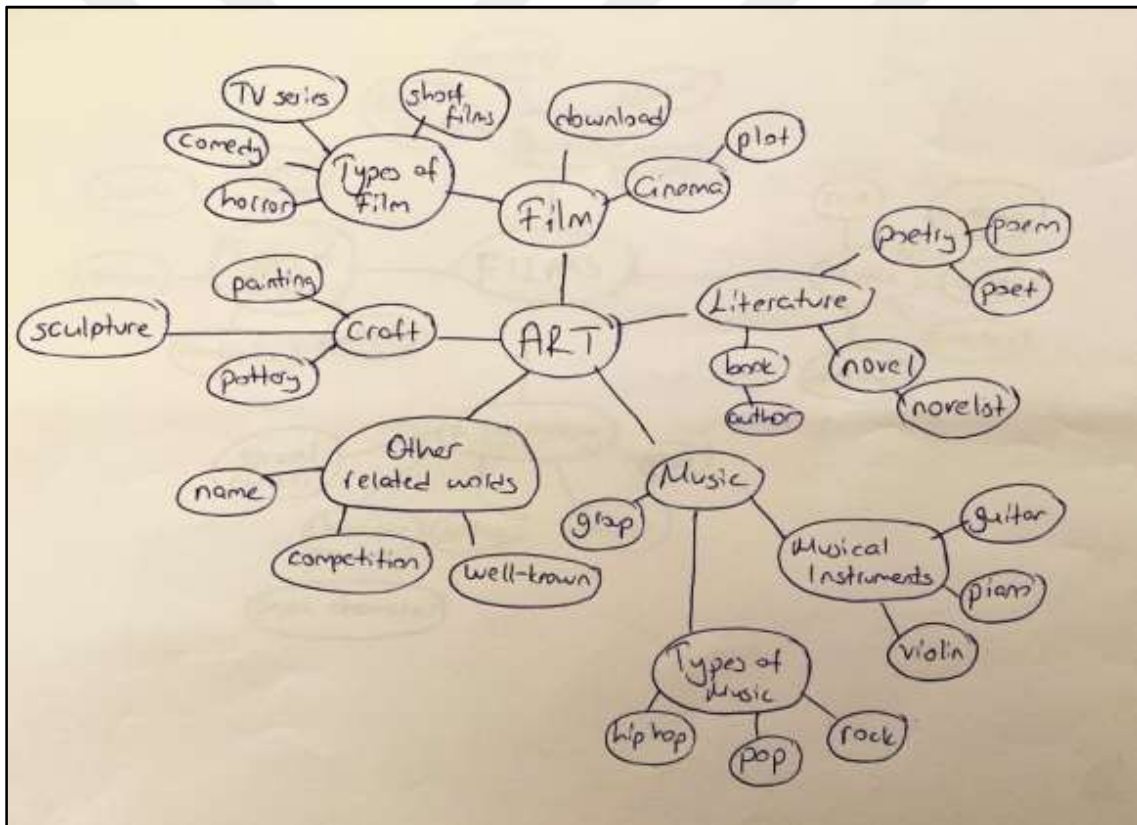 TV series
short
films
download
comedy
Types of
Film
plot
Cinema
horror
Film
poetry
poem
painting
Literature
poet
sculpture
Craft
ART
pottery
book
novel
author
novelst
Other
related words
name
Music
group
guitar
competition
well-known
Musical
Instruments
piano
violin
Types of
Music
hip hop
pop
rock